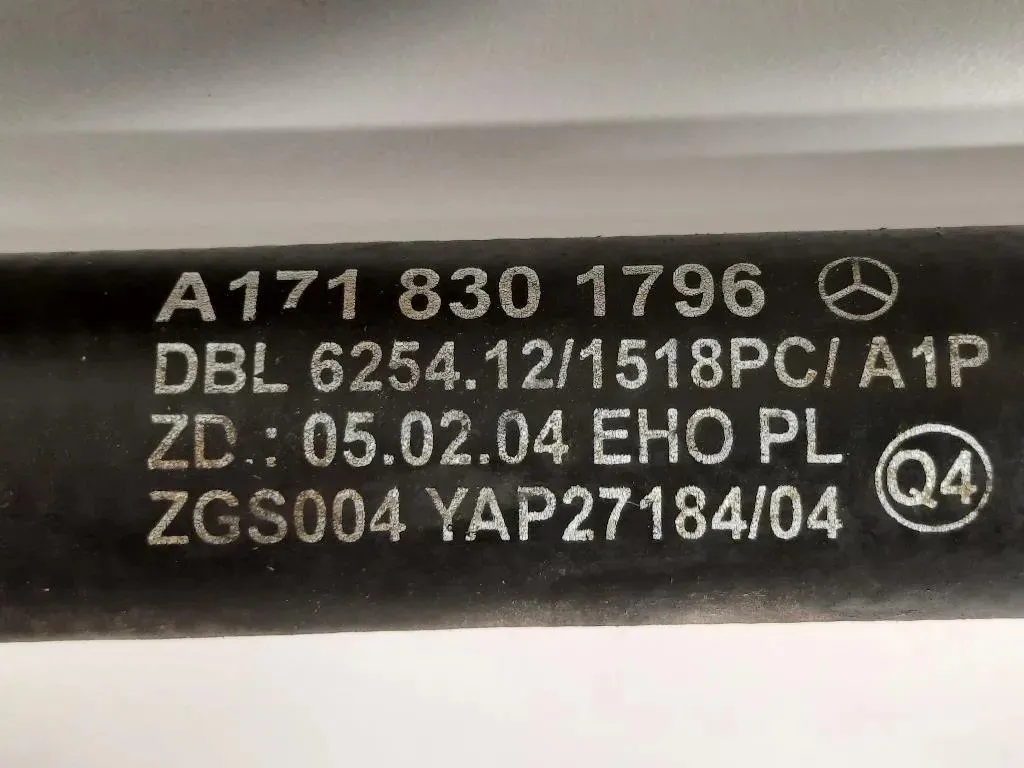 A171 830 1796
DBL 6254.12/1518PC/ A1P
ZD.: 05.02.04 EHO PL
ZGS004 YAP27184/04
Q4